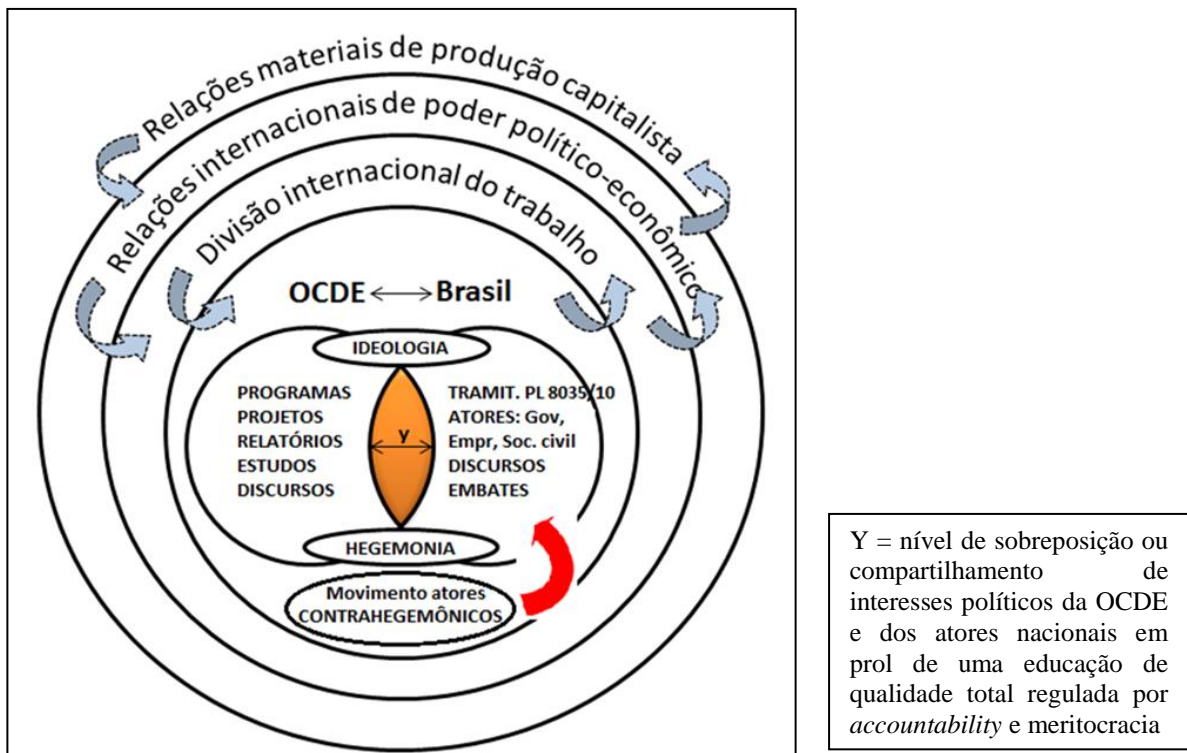 Relações materiais de produção capitalista
Relações internacionais de poder político-econômico
Divisão internacional do trabalho
OCDE Brasil
IDEOLOGIA
PROGRAMAS
PROJETOS
RELATÓRIOS
ESTUDOS
DISCURSOS
Y
TRAMIT. PL 8035/10
ATORES: Gov,
Empr, Soc. civil
DISCURSOS
EMBATES
HEGEMONIA
Movimento atores
CONTRAHEGEMÔNICOS
Y = nível de sobreposição ou
compartilhamento de
interesses políticos da OCDE
e dos atores nacionais em
prol de uma educação de
qualidade total regulada por
accountability e meritocracia